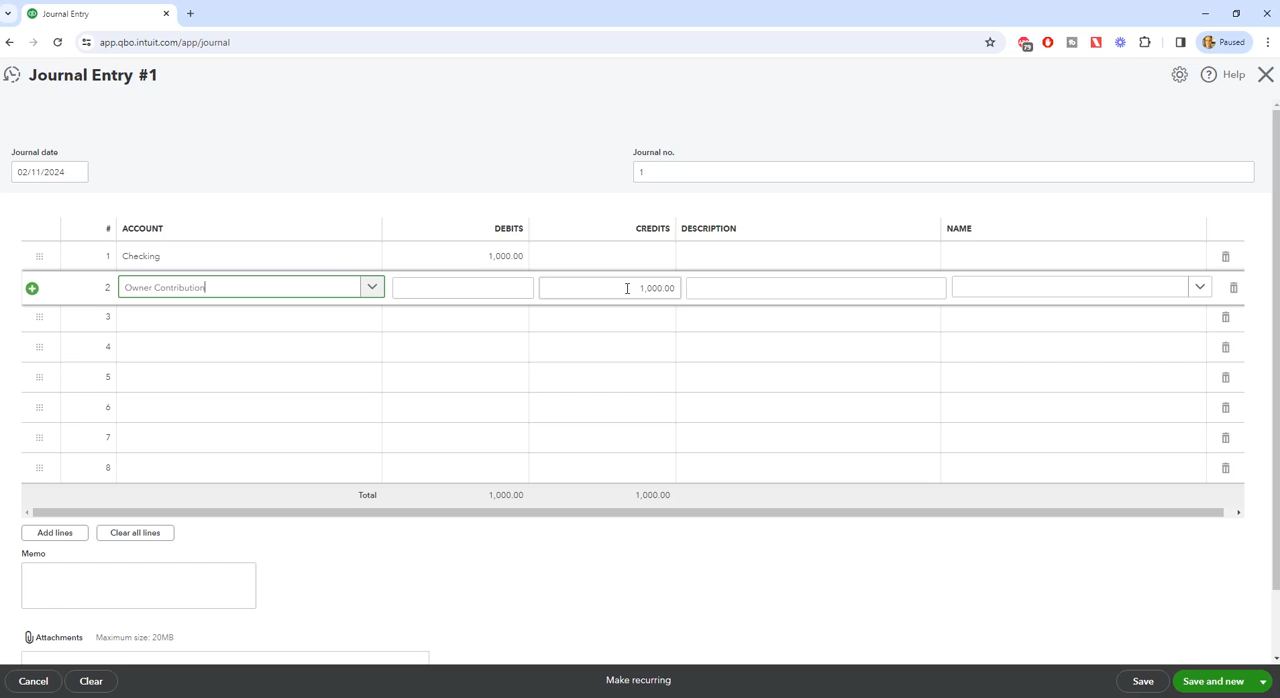 Journal Entry
app.qbo.intuit.com/app/journal
79
Paused
Journal Entry #1
Help
Journal date
Journal no.
02/11/2024
1
# ACCOUNT DEBITS CREDITS DESCRIPTION NAME
1 Checking 1,000.00
2 Owner Contribution 1,000.00
3
4
5
6
7
8
Total 1,000.00 1,000.00
Add lines Clear all lines
Memo
Attachments Maximum size: 20MB
Cancel Clear Make recurring Save Save and new